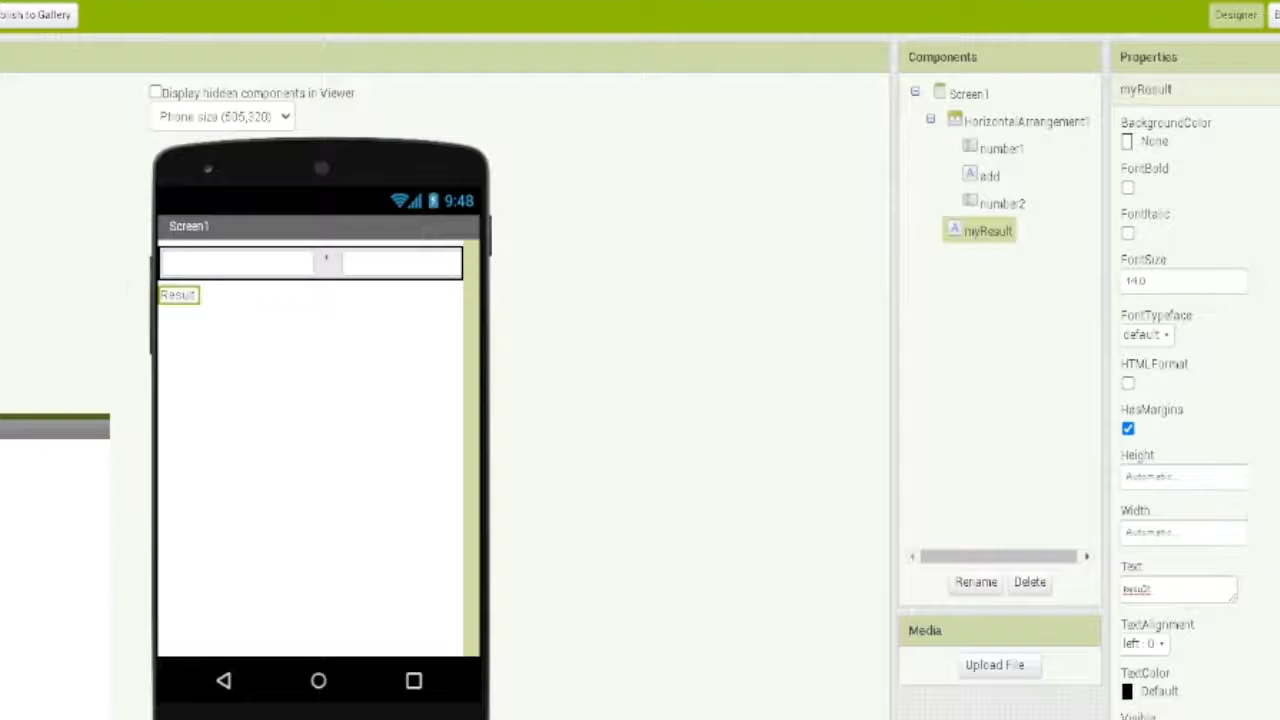 blish to Gallery
Designer
Components
Properties
Display hidden components in Viewer
Phone size (505,320)
Screen1
HorizontalArrangement1
number1
add
number2
myResult
9:48
Screen1
Result
myResult
BackgroundColor
None
FontBold
FontItalic
FontSize
14.0
FontTypeface
default
HTMLFormat
HasMargins
Height
Automatic...
Width
Automatic...
Text
Result
TextAlignment
left : 0
TextColor
Default
Visible
Rename
Delete
Media
Upload File